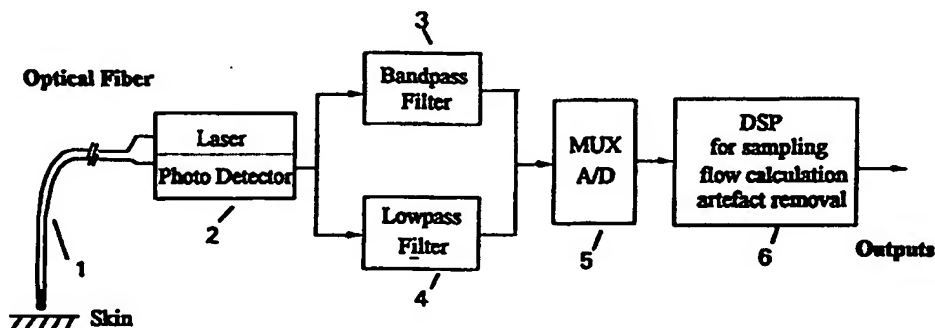 3
Optical Fiber
Bandpass
Filter
Laser
Photo Detector
MUX
A/D
DSP
for sampling
flow calculation
artefact removal
2
Lowpass
Filter
1
4
5
6
Outputs
Skin